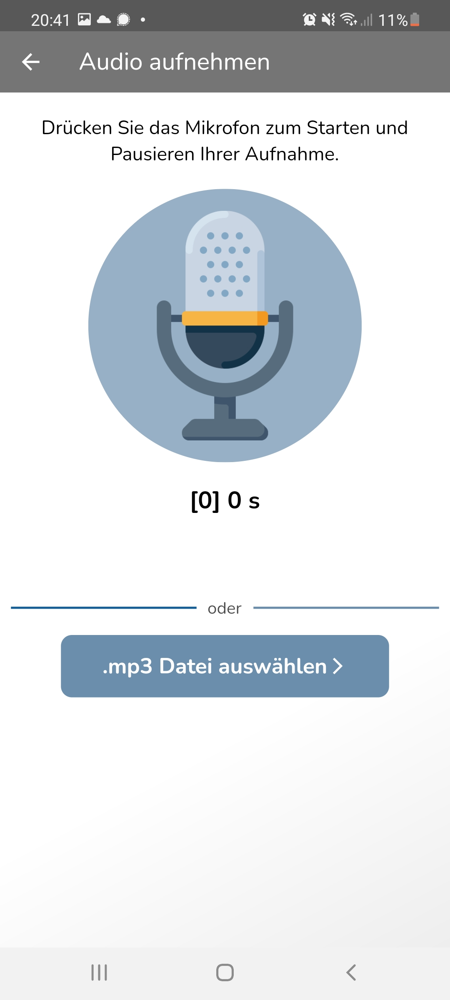 20:41
11%
Audio aufnehmen
Drücken Sie das Mikrofon zum Starten und
Pausieren Ihrer Aufnahme.
[0] 0 s
oder
.mp3 Datei auswählen